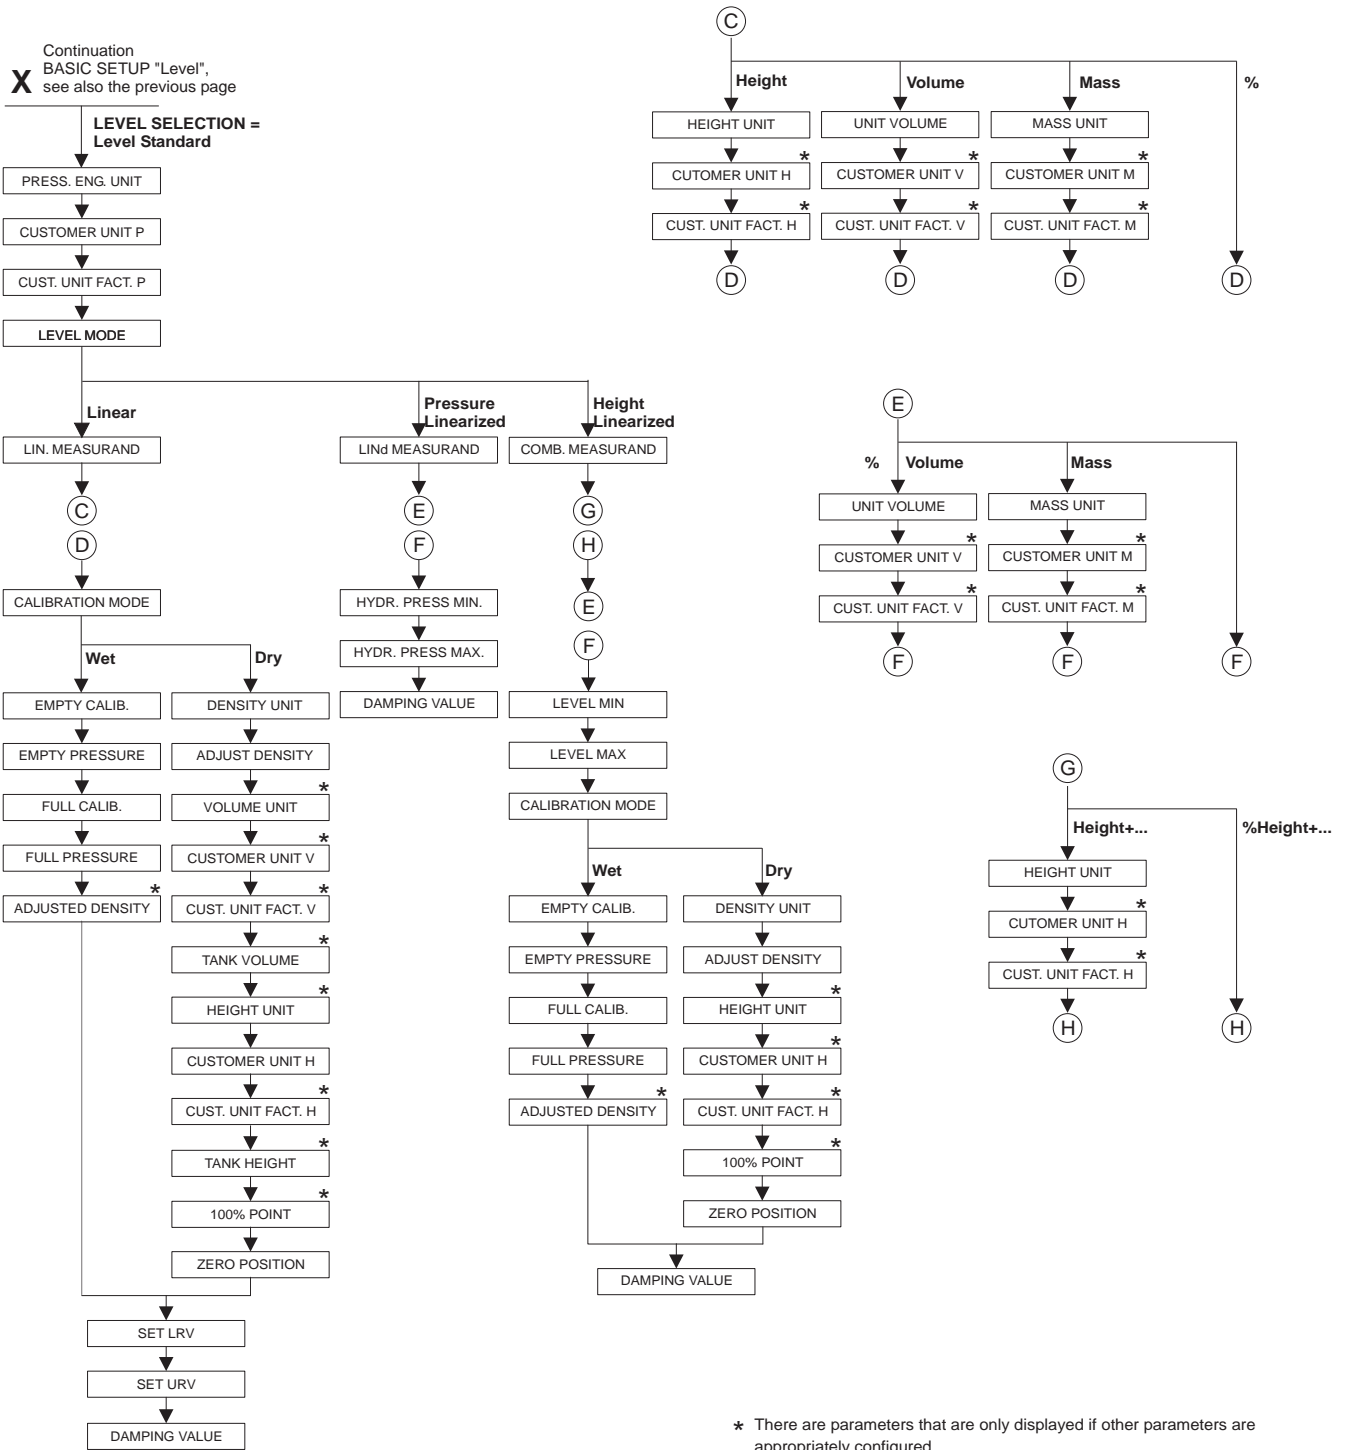 Continuation
BASIC SETUP "Level",
X see also the previous page
LEVEL SELECTION =
Level Standard
PRESS. ENG. UNIT
CUSTOMER UNIT P
CUST. UNIT FACT. P
LEVEL MODE
Linear
LIN. MEASURAND
C
D
CALIBRATION MODE
Wet
EMPTY CALIB.
EMPTY PRESSURE
FULL CALIB.
FULL PRESSURE
*
ADJUSTED DENSITY
Dry
DENSITY UNIT
ADJUST DENSITY
*
VOLUME UNIT
*
CUSTOMER UNIT V
*
CUST. UNIT FACT. V
*
TANK VOLUME
*
HEIGHT UNIT
CUSTOMER UNIT H
*
CUST. UNIT FACT. H
*
TANK HEIGHT
*
100% POINT
ZERO POSITION
SET LRV
SET URV
DAMPING VALUE
Pressure
Linearized
LINd MEASURAND
E
F
HYDR. PRESS MIN.
HYDR. PRESS MAX.
DAMPING VALUE
Height
Linearized
COMB. MEASURAND
G
H
E
F
LEVEL MIN
LEVEL MAX
CALIBRATION MODE
Wet
EMPTY CALIB.
EMPTY PRESSURE
FULL CALIB.
FULL PRESSURE
*
ADJUSTED DENSITY
Dry
DENSITY UNIT
ADJUST DENSITY
*
HEIGHT UNIT
*
CUSTOMER UNIT H
*
CUST. UNIT FACT. H
*
100% POINT
ZERO POSITION
DAMPING VALUE
C
Height
HEIGHT UNIT
*
CUTOMER UNIT H
*
CUST. UNIT FACT. H
D
Volume
UNIT VOLUME
*
CUSTOMER UNIT V
*
CUST. UNIT FACT. V
D
Mass
MASS UNIT
*
CUSTOMER UNIT M
*
CUST. UNIT FACT. M
D
%
D
E
% Volume
UNIT VOLUME
*
CUSTOMER UNIT V
*
CUST. UNIT FACT. V
F
Mass
MASS UNIT
*
CUSTOMER UNIT M
*
CUST. UNIT FACT. M
F
F
G
Height+...
HEIGHT UNIT
*
CUTOMER UNIT H
*
CUST. UNIT FACT. H
H
%Height+...
H
* There are parameters that are only displayed if other parameters are
appropriately configured.